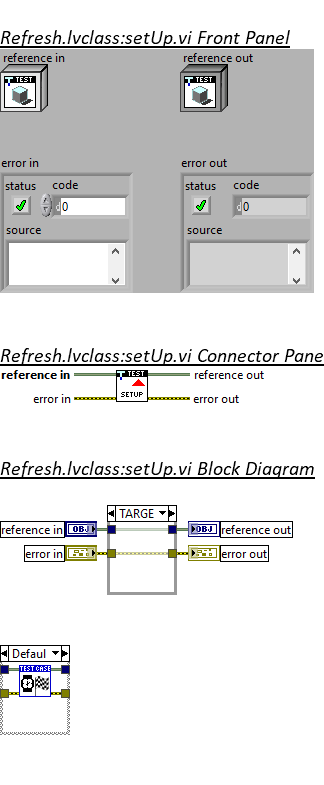 Refresh.lvclass:setUp.vi Front Panel
reference in reference out
TEST TEST
error in error out
status code status code
d0 d0
source source
Refresh.lvclass:setUp.vi Connector Pane
TEST
reference in reference out
SETUP
error in error out
Refresh.lvclass:setUp.vi Block Diagram
TARGE
reference in OBJ OBJ reference out
error in error out
Defaul
TEST CASE